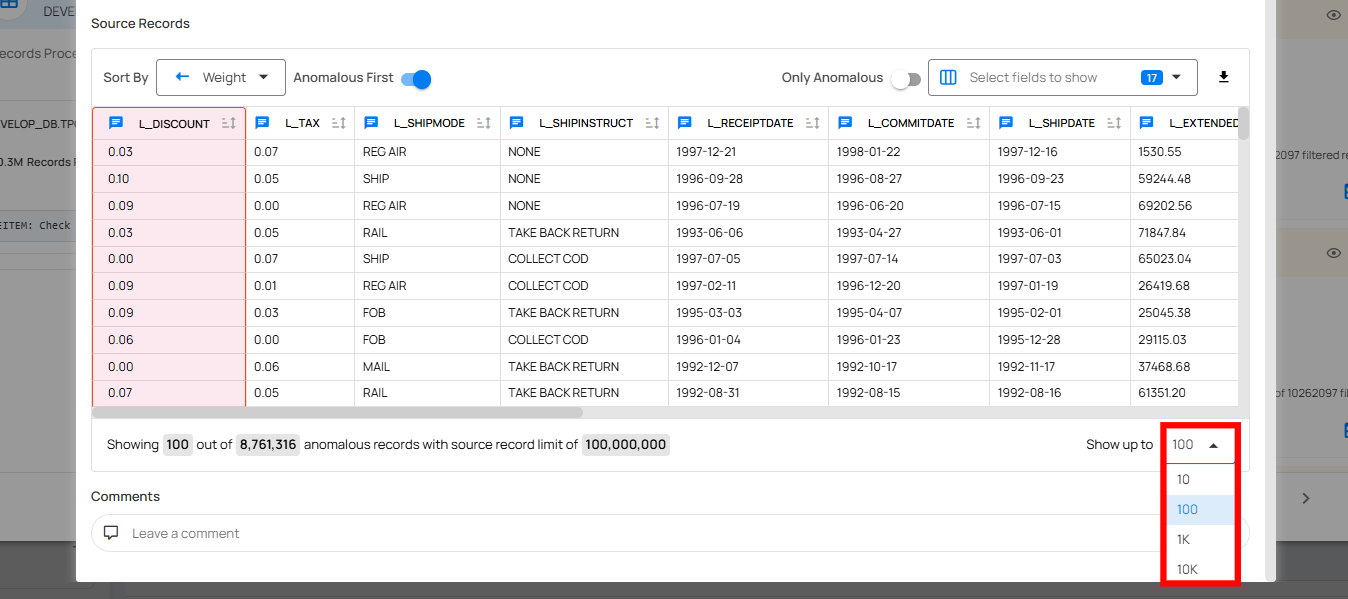 DEVE
Source Records
ecords Proce
Sort By Weight Anomalous First Only Anomalous Select fields to show 17
VELOP_DB.TPC
L_DISCOUNT L_TAX L_SHIPMODE L_SHIPINSTRUCT L_RECEIPTDATE L_COMMITDATE L_SHIPDATE L_EXTENDED
0.03 0.07 REG AIR NONE 1997-12-21 1998-01-22 1997-12-16 1530.55
0.3M Records P
2097 filtered re
0.10 0.05 SHIP NONE 1996-09-28 1996-08-27 1996-09-23 59244.48
0.09 0.00 REG AIR NONE 1996-07-19 1996-06-20 1996-07-15 69202.56
EITEM: Check
0.03 0.05 RAIL TAKE BACK RETURN 1993-06-06 1993-04-27 1993-06-01 71847.84
0.00 0.07 SHIP COLLECT COD 1997-07-05 1997-07-14 1997-07-03 65023.04
0.09 0.01 REG AIR COLLECT COD 1997-02-11 1996-12-20 1997-01-19 26419.68
0.09 0.03 FOB TAKE BACK RETURN 1995-03-03 1995-04-07 1995-02-01 25045.38
0.06 0.00 FOB COLLECT COD 1996-01-04 1996-01-23 1995-12-28 29115.03
0.00 0.06 MAIL TAKE BACK RETURN 1992-12-07 1992-10-17 1992-11-17 37468.68
0.07 0.05 RAIL TAKE BACK RETURN 1992-08-31 1992-08-15 1992-08-16 61351.20
of 10262097 fil
Showing 100 out of 8,761,316 anomalous records with source record limit of 100,000,000 Show up to 100
10
100
1K
10K
Comments
Leave a comment